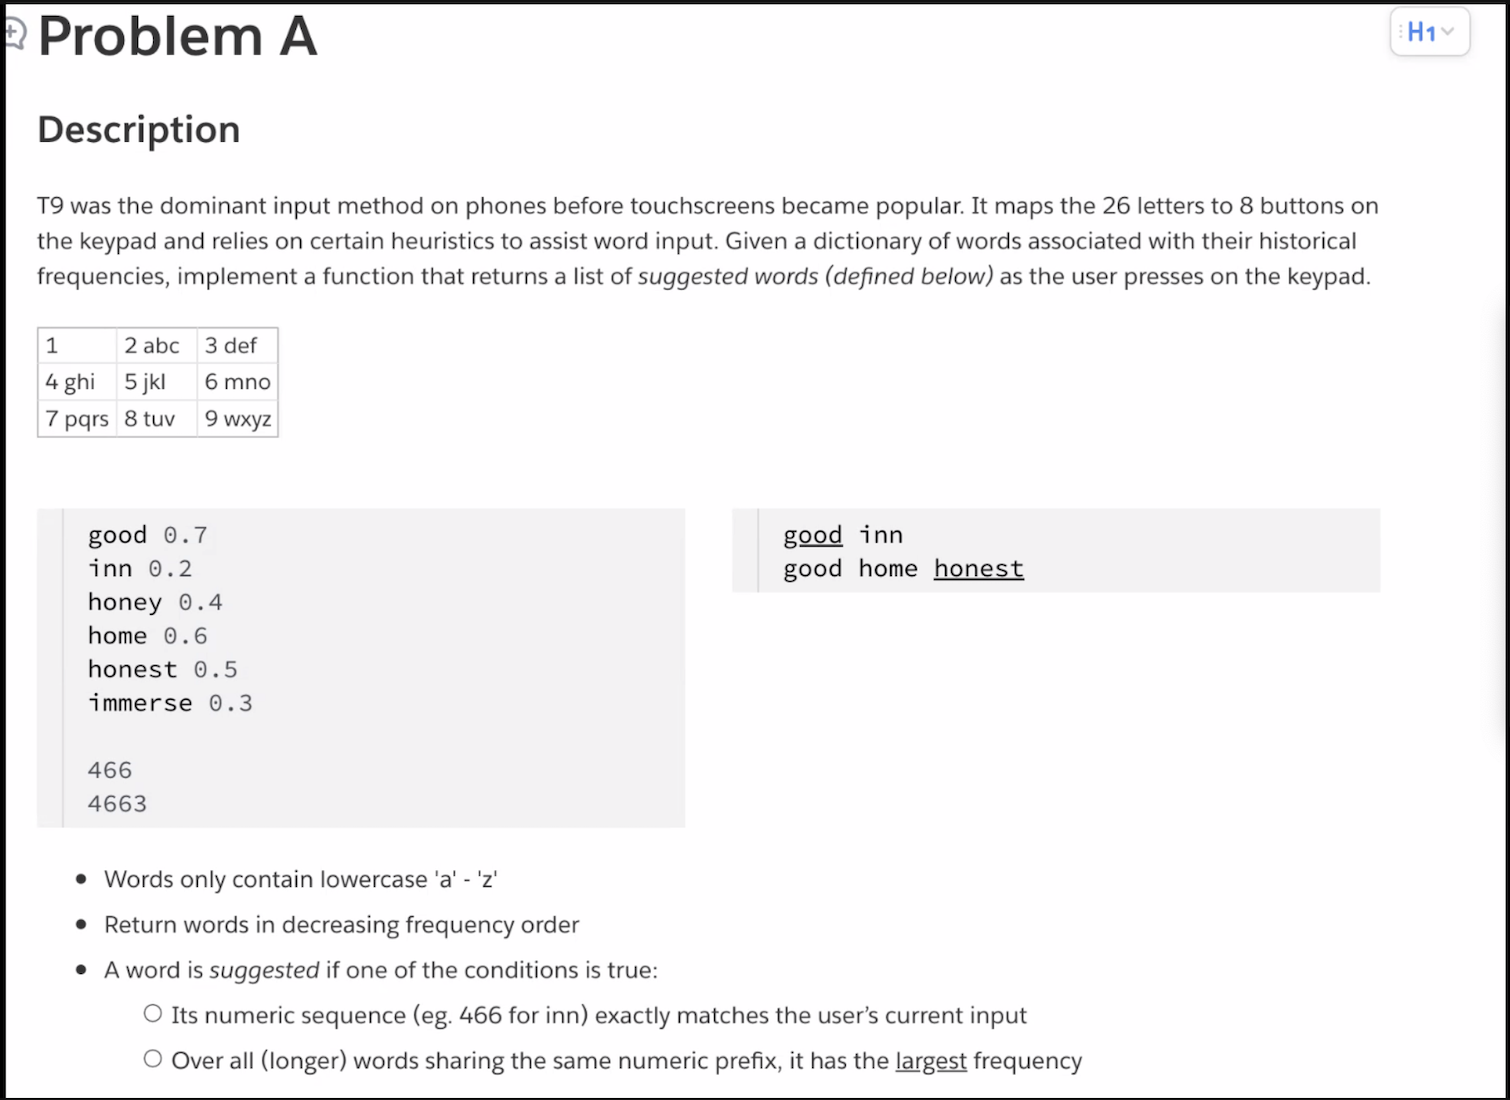 Problem A
H1
Description
T9 was the dominant input method on phones before touchscreens became popular. It maps the 26 letters to 8 buttons on
the keypad and relies on certain heuristics to assist word input. Given a dictionary of words associated with their historical
frequencies, implement a function that returns a list of suggested words (defined below) as the user presses on the keypad.
1 2 abc 3 def
4 ghi 5 jkl 6 mno
7 pqrs 8 tuv 9 wxyz
good 0.7
inn 0.2
honey 0.4
home 0.6
honest 0.5
immerse 0.3
466
4663
good inn
good home honest
• Words only contain lowercase 'a' - 'z'
• Return words in decreasing frequency order
• A word is suggested if one of the conditions is true:
○ Its numeric sequence (eg. 466 for inn) exactly matches the user’s current input
○ Over all (longer) words sharing the same numeric prefix, it has the largest frequency